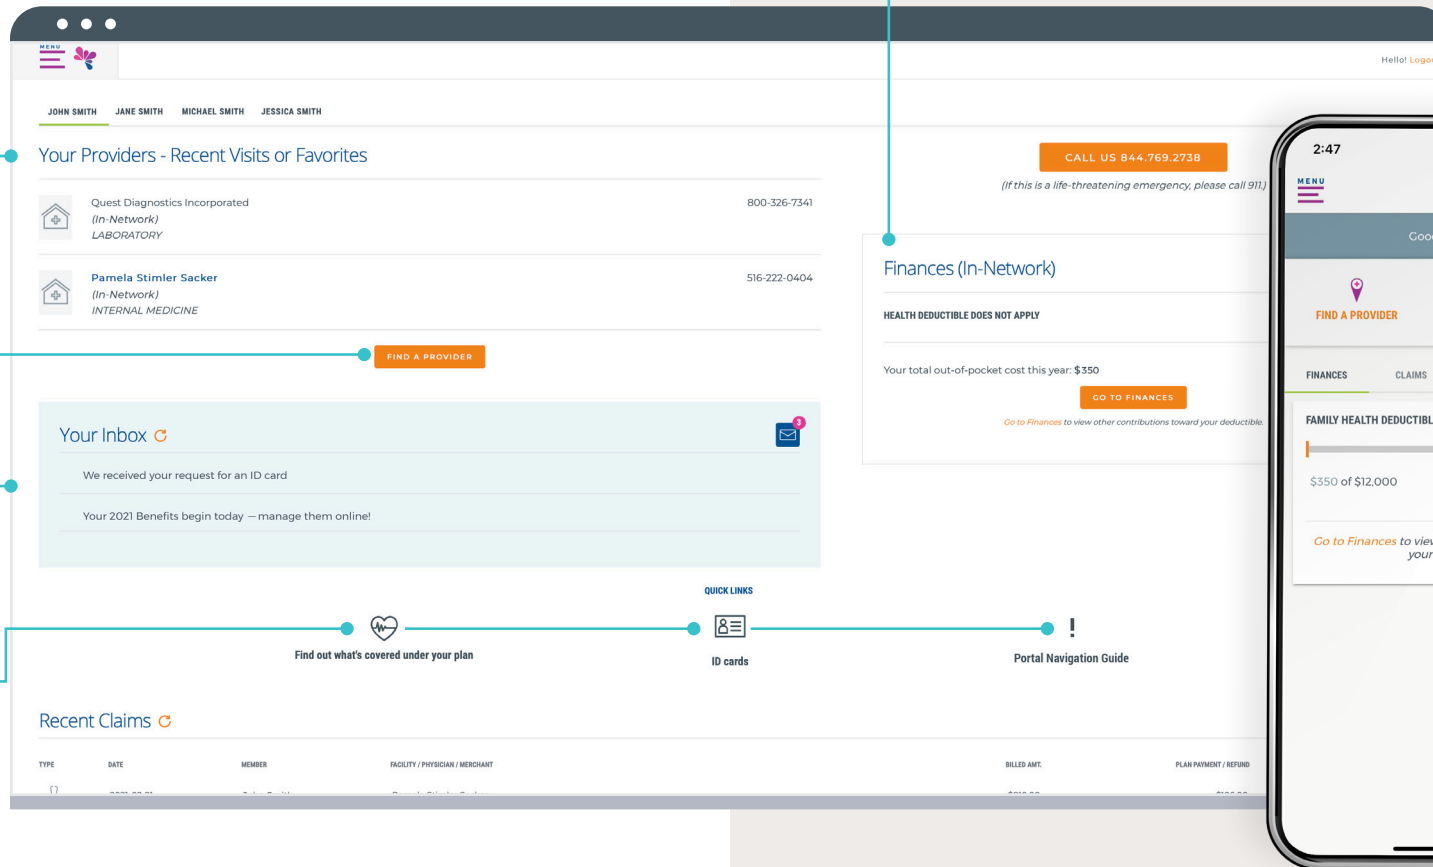 MENU
Hello! Logou
JOHN SMITH JANE SMITH MICHAEL SMITH JESSICA SMITH
Your Providers - Recent Visits or Favorites
Quest Diagnostics Incorporated 800-326-7341
(In-Network)
LABORATORY
Pamela Stimler Sacker 516-222-0404
(In-Network)
INTERNAL MEDICINE
FIND A PROVIDER
CALL US 844.769.2738
(If this is a life-threatening emergency, please call 911.)
Finances (In-Network)
HEALTH DEDUCTIBLE DOES NOT APPLY
Your total out-of-pocket cost this year: $350
GO TO FINANCES
Go to Finances to view other contributions toward your deductible.
Your Inbox
3
We received your request for an ID card
Your 2021 Benefits begin today — manage them online!
QUICK LINKS
Find out what's covered under your plan
ID cards
Portal Navigation Guide
Recent Claims
TYPE DATE MEMBER FACILITY / PHYSICIAN / MERCHANT BILLED AMT. PLAN PAYMENT / REFUND
2:47
MENU
Good
FIND A PROVIDER
FINANCES CLAIMS
FAMILY HEALTH DEDUCTIBL
$350 of $12,000
Go to Finances to view
your